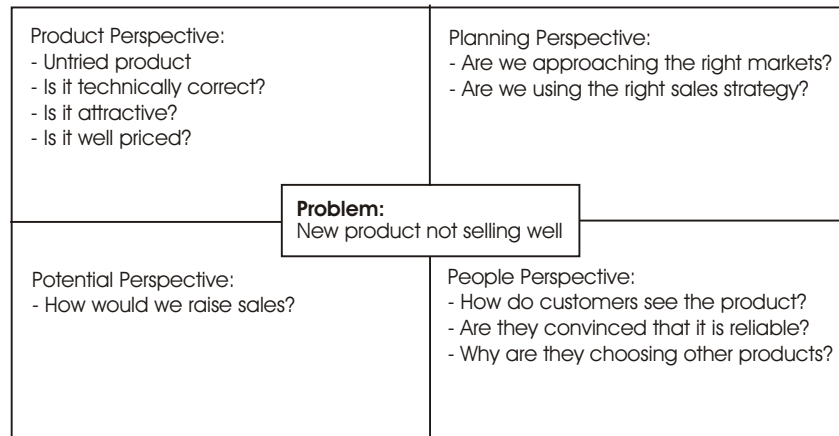 Product Perspective:
- Untried product
- Is it technically correct?
- Is it attractive?
- Is it well priced?
Planning Perspective:
- Are we approaching the right markets?
- Are we using the right sales strategy?
Problem:
New product not selling well
Potential Perspective:
- How would we raise sales?
People Perspective:
- How do customers see the product?
- Are they convinced that it is reliable?
- Why are they choosing other products?